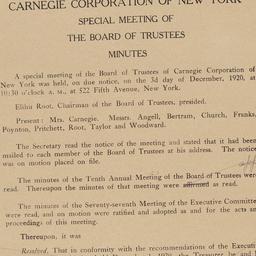 CARNEGIE CORPORATION OF NEW YORK
SPECIAL MEETING OF
THE BOARD OF TRUSTEES
MINUTES
A special meeting of the Board of Trustees of Carnegie Corporation of
New York was held, on due notice, on the 3d day of December, 1920, at
10:30 o'clock A. M., at 522 Fifth Avenue, New York.
Elihu Root, Chairman of the Board of Trustees, presided.
Present: Mrs. Carnegie. Messrs. Angell, Bertram, Church, Franks,
Poynton, Pritchett, Root, Taylor and Woodward.
The Secretary read the notice of meeting and stated that it had been
mailed to each member of the Board of Trustees at his address. The notice
was on motion placed on file.
The minutes of the Tenth Annual Meeting of the Board of Trustees were
read. Thereupon the minutes of that meeting were affirmed as read.
The minutes of the Seventy-seventh Meeting of the Executive Committee
were read, and on motion were ratified and adopted as and for the acts an
proceedings of this meeting.
Thereupon, it was
Resolved, That in conformity with the recommendations of the Executi
December, 1920, the Treasurer be and h